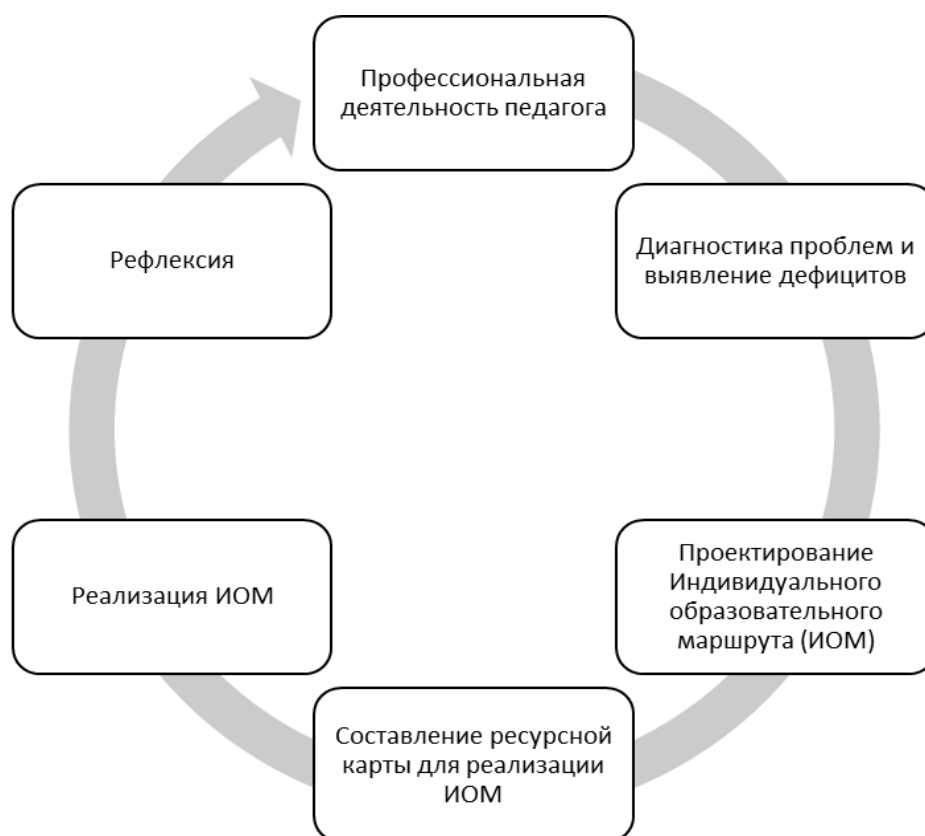 Профессиональная
деятельность педагога
Диагностика проблем и
выявление дефицитов
Проектирование
Индивидуального
образовательного
маршрута (ИОМ)
Составление ресурсной
карты для реализации
ИОМ
Реализация ИОМ
Рефлексия